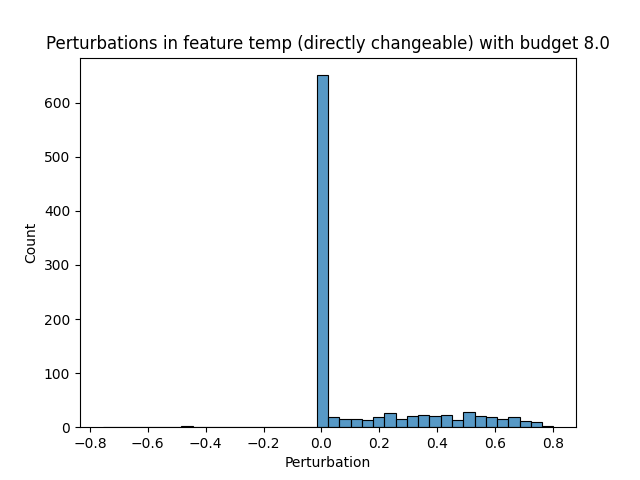 Perturbations in feature temp (directly changeable) with budget 8.0
600
500
400
300
200
100
0
Count
−0.8 −0.6 −0.4 −0.2 0.0 0.2 0.4 0.6 0.8
Perturbation